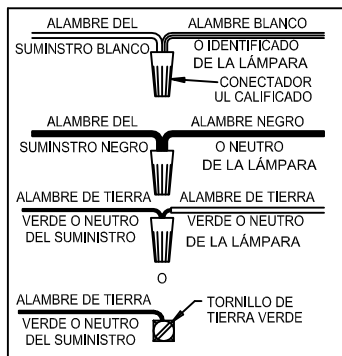 ALAMBRE DEL
SUMINSTRO BLANCO
ALAMBRE BLANCO
O IDENTIFICADO
DE LA LÁMPARA
CONECTADOR
UL CALIFICADO
ALAMBRE DEL
SUMINSTRO NEGRO
ALAMBRE NEGRO
O NEUTRO
DE LA LÁMPARA
ALAMBRE DE TIERRA
VERDE O NEUTRO
DEL SUMINISTRO
ALAMBRE DE TIERRA
VERDE O NEUTRO
DE LA LÁMPARA
O
ALAMBRE DE TIERRA
VERDE O NEUTRO
DEL SUMINISTRO
TORNILLO DE
TIERRA VERDE